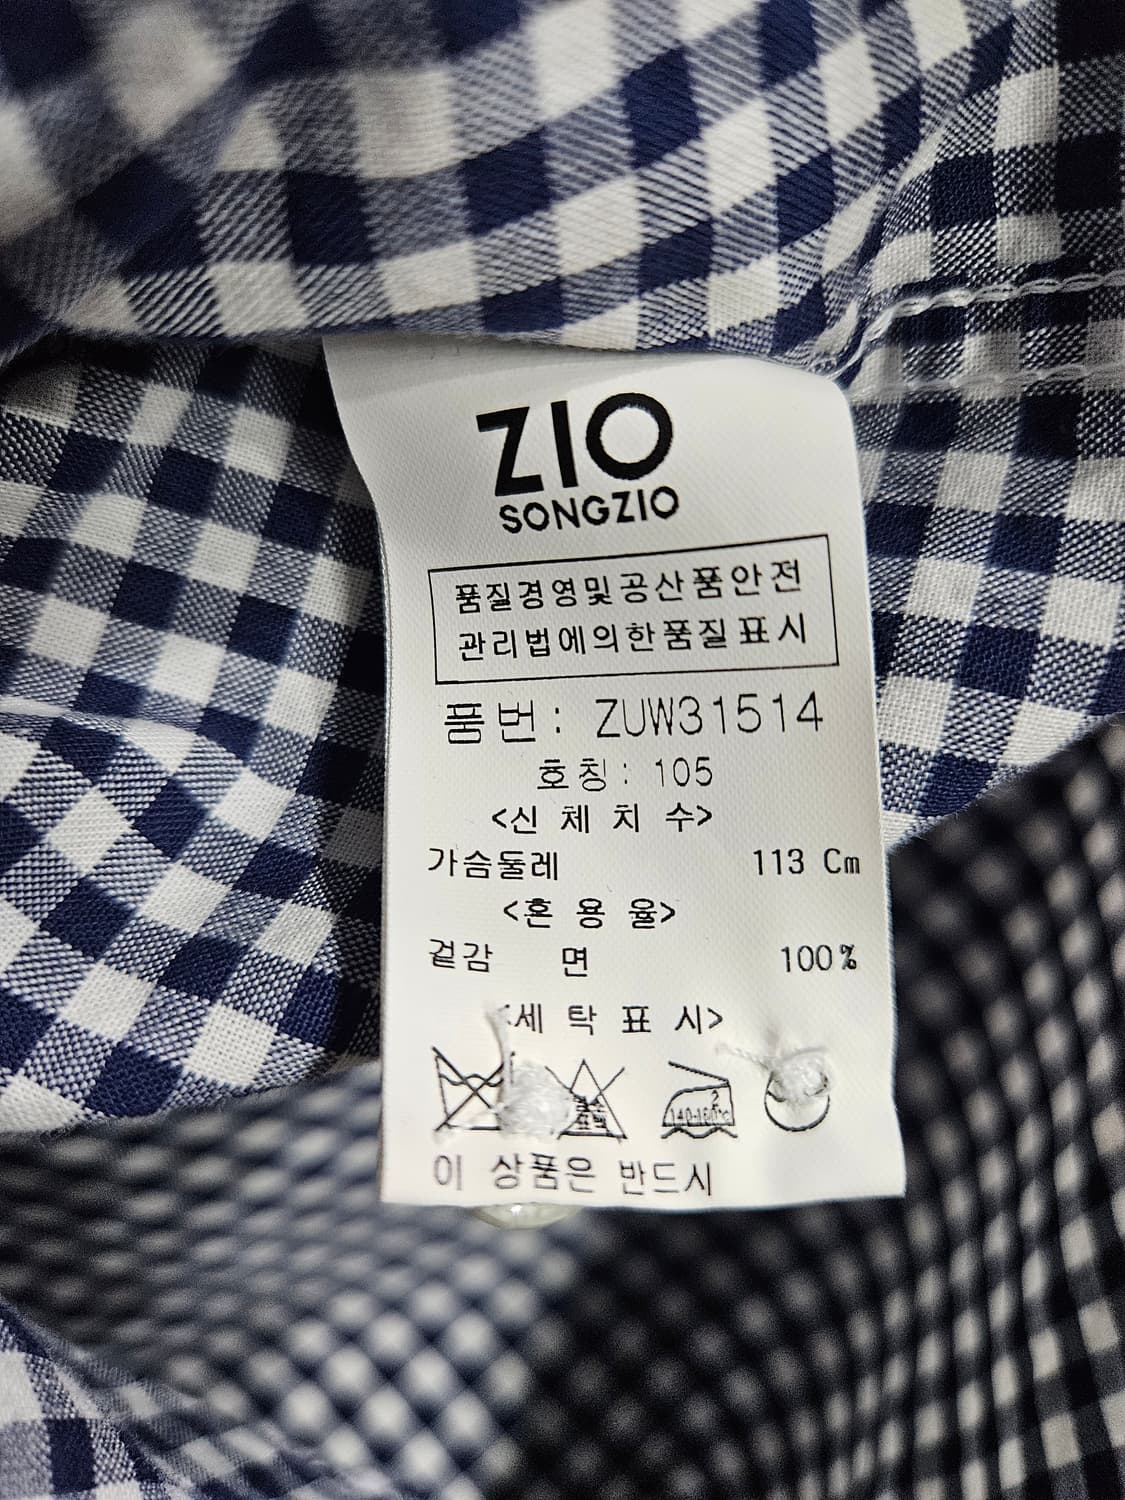 ZIO
SONGZIO
품질경영및공산품안전
관리법에의한품질표시
품번: ZUW31514
호칭: 105
<신 체 치 수>
가슴둘레 113 Cm
<혼 용 율>
겉감 면 100%
<세 탁 표 시>
2
140-160℃
이 상품은 반드시